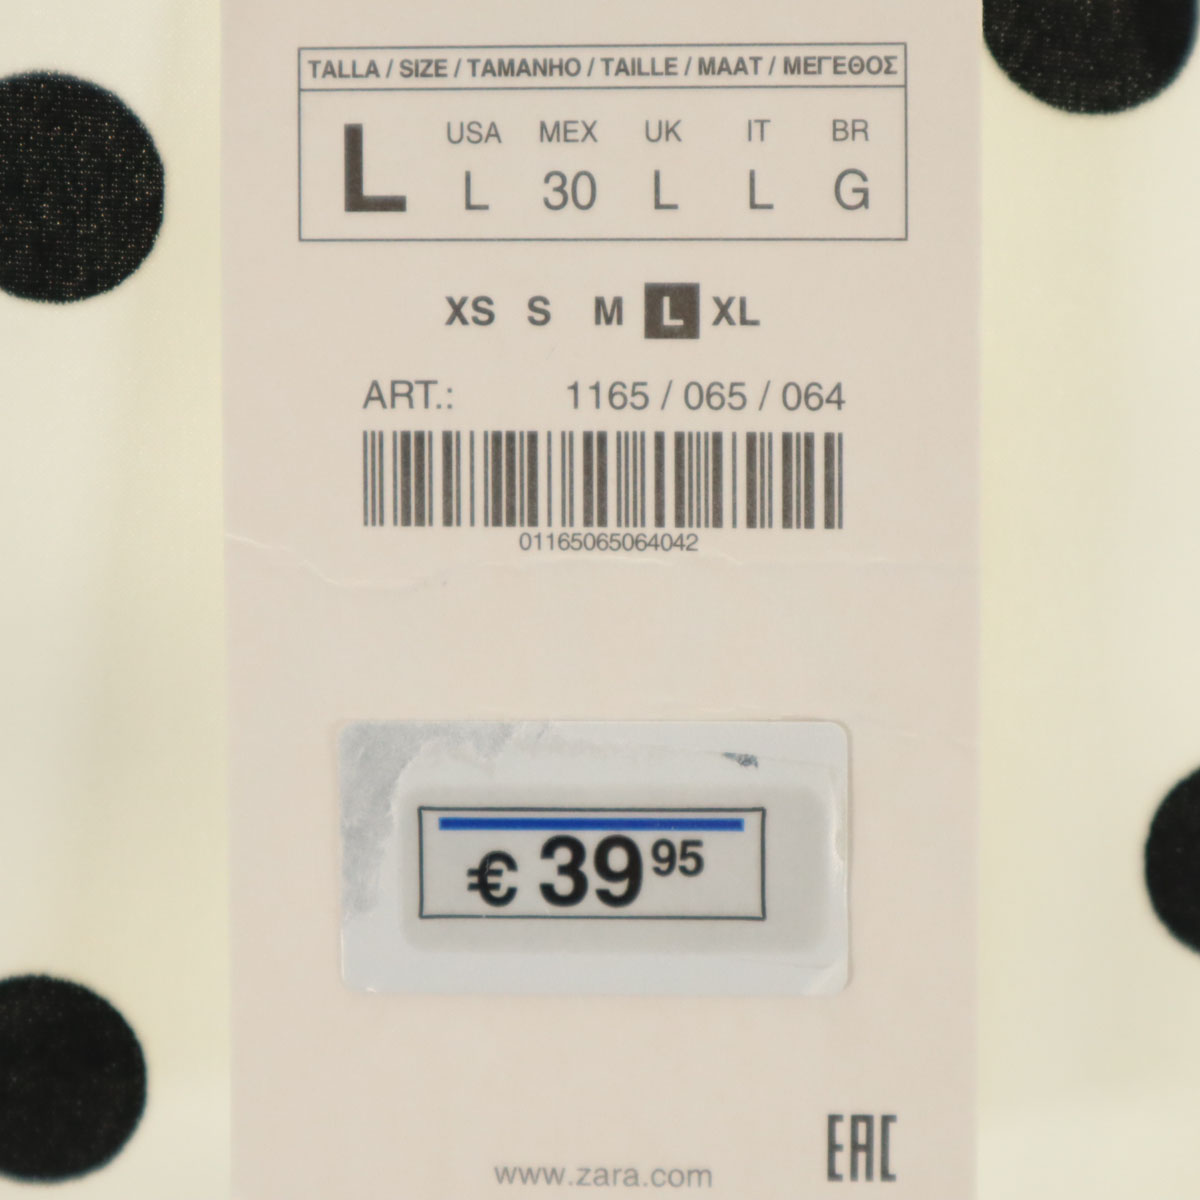 TALLA / SIZE / TAMANHO / TAILLE / MAAT / ΜΕΓΕΘΟΣ
USA MEX UK IT BR
L L 30 L L G
XS S M L XL
ART.: 1165 / 065 / 064
01165065064042
€ 39 95
EAC
www.zara.com